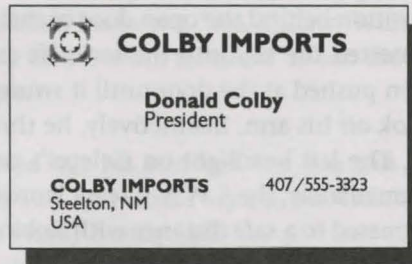 COLBY IMPORTS
Donald Colby
President
COLBY IMPORTS
407/555-3323
Steelton, NM
USA